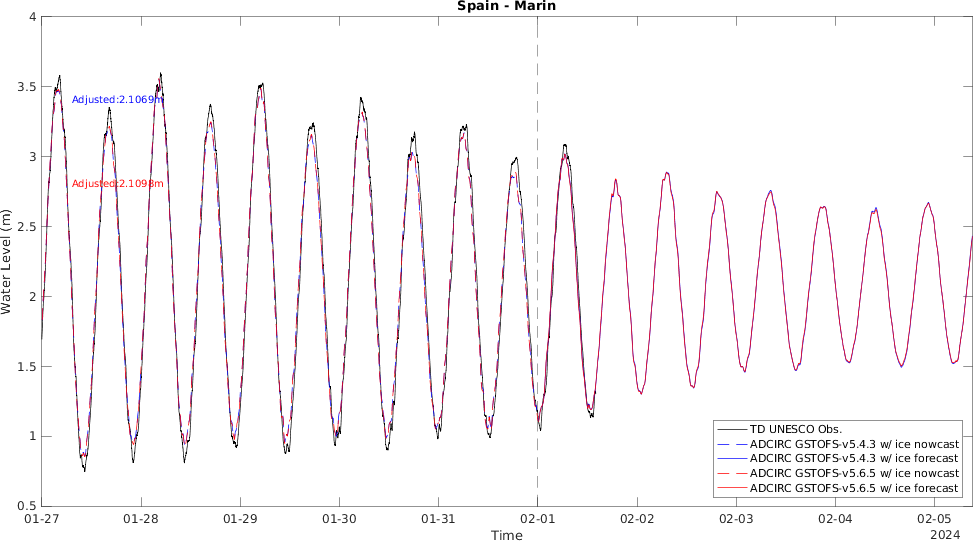 Spain - Marin
4
3.5
3
2.5
2
1.5
1
0.5
Water Level (m)
Adjusted:2.1069m
Adjusted:2.1098m
TD UNESCO Obs.
ADCIRC GSTOFS-v5.4.3 w/ ice nowcast
ADCIRC GSTOFS-v5.4.3 w/ ice forecast
ADCIRC GSTOFS-v5.6.5 w/ ice nowcast
ADCIRC GSTOFS-v5.6.5 w/ ice forecast
01-27 01-28 01-29 01-30 01-31 02-01 02-02 02-03 02-04 02-05
Time 2024